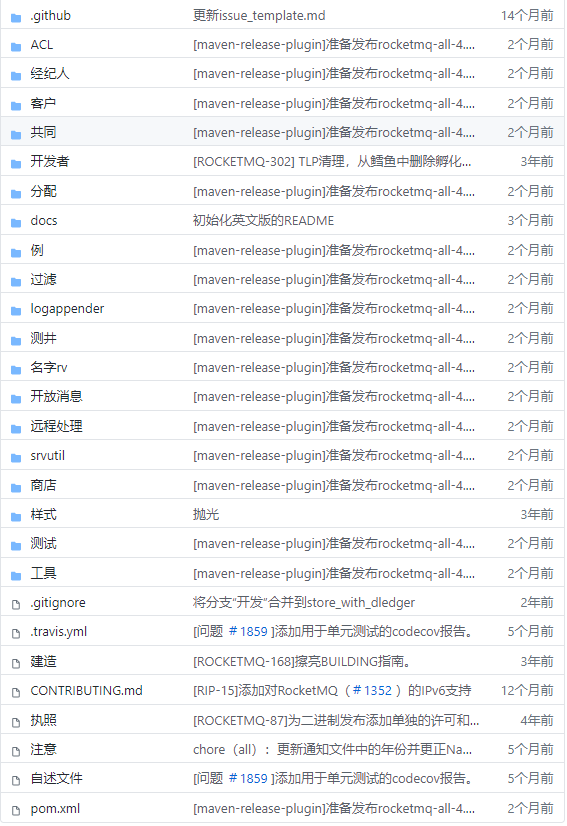 .github 更新issue_template.md 14个月前
ACL [maven-release-plugin]准备发布rocketmq-all-4.... 2个月前
经纪人 [maven-release-plugin]准备发布rocketmq-all-4.... 2个月前
客户 [maven-release-plugin]准备发布rocketmq-all-4.... 2个月前
共同 [maven-release-plugin]准备发布rocketmq-all-4.... 2个月前
开发者 [ROCKETMQ-302] TLP清理，从鳕鱼中删除孵化... 3年前
分配 [maven-release-plugin]准备发布rocketmq-all-4.... 2个月前
docs 初始化英文版的README 3个月前
例 [maven-release-plugin]准备发布rocketmq-all-4.... 2个月前
过滤 [maven-release-plugin]准备发布rocketmq-all-4.... 2个月前
logappender [maven-release-plugin]准备发布rocketmq-all-4.... 2个月前
测井 [maven-release-plugin]准备发布rocketmq-all-4.... 2个月前
名字rv [maven-release-plugin]准备发布rocketmq-all-4.... 2个月前
开放消息 [maven-release-plugin]准备发布rocketmq-all-4.... 2个月前
远程处理 [maven-release-plugin]准备发布rocketmq-all-4.... 2个月前
srvutil [maven-release-plugin]准备发布rocketmq-all-4.... 2个月前
商店 [maven-release-plugin]准备发布rocketmq-all-4.... 2个月前
样式 抛光 3年前
测试 [maven-release-plugin]准备发布rocketmq-all-4.... 2个月前
工具 [maven-release-plugin]准备发布rocketmq-all-4.... 2个月前
.gitignore 将分支“开发”合并到store_with_dledger 2年前
.travis.yml [问题 ＃1859 ]添加用于单元测试的codecov报告。 5个月前
建造 [ROCKETMQ-168]擦亮BUILDING指南。 3年前
CONTRIBUTING.md [RIP-15]添加对RocketMQ（＃1352 ）的IPv6支持 12个月前
执照 [ROCKETMQ-87]为二进制发布添加单独的许可和... 4年前
注意 chore（all）：更新通知文件中的年份并更正Na... 5个月前
自述文件 [问题 ＃1859 ]添加用于单元测试的codecov报告。 5个月前
pom.xml [maven-release-plugin]准备发布rocketmq-all-4.... 2个月前